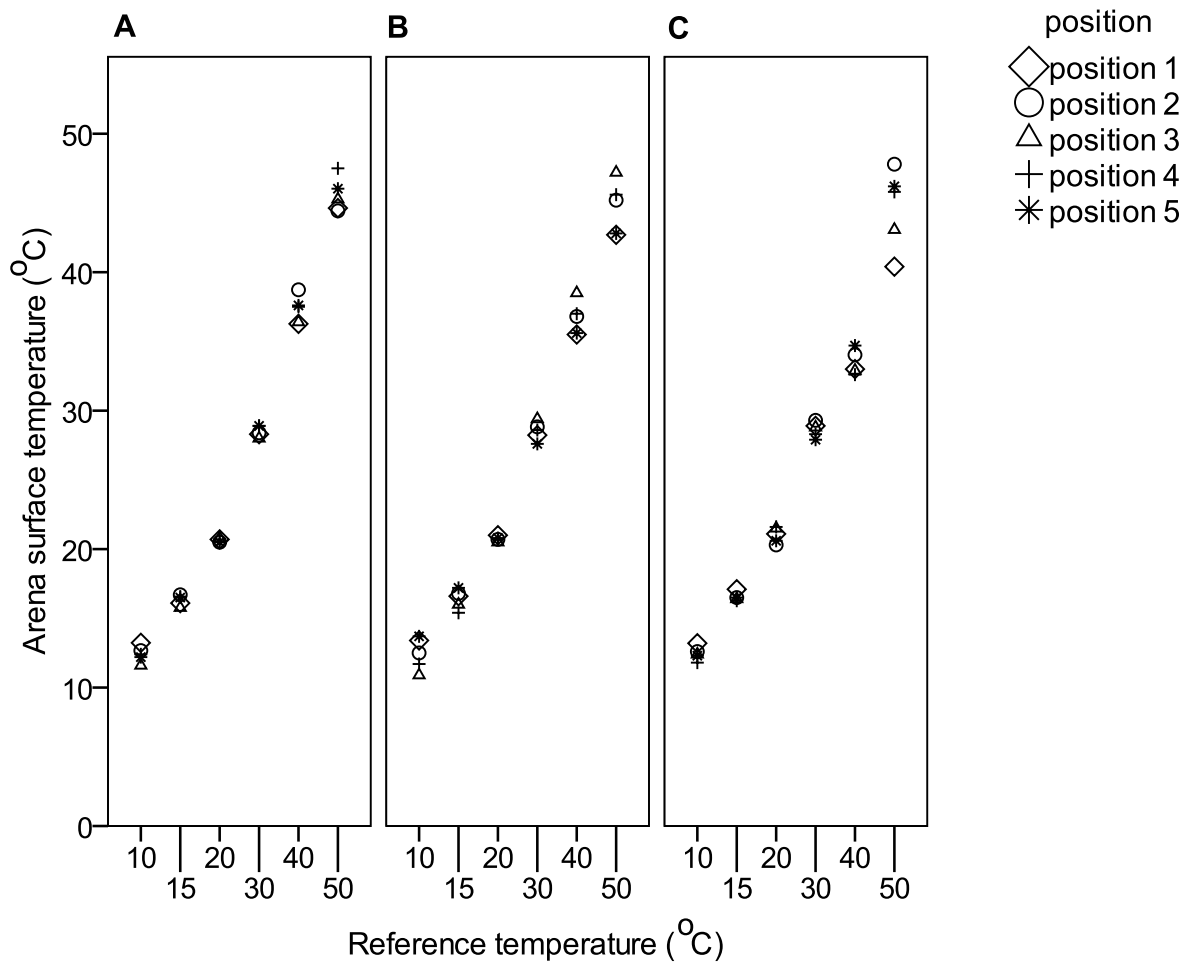 A B C
position
position 1
position 2
position 3
position 4
position 5
50
40
30
20
10
0
Arena surface temperature (°C)
10 20 40 10 20 40 10 20 40
15 30 50 15 30 50 15 30 50
Reference temperature (°C)